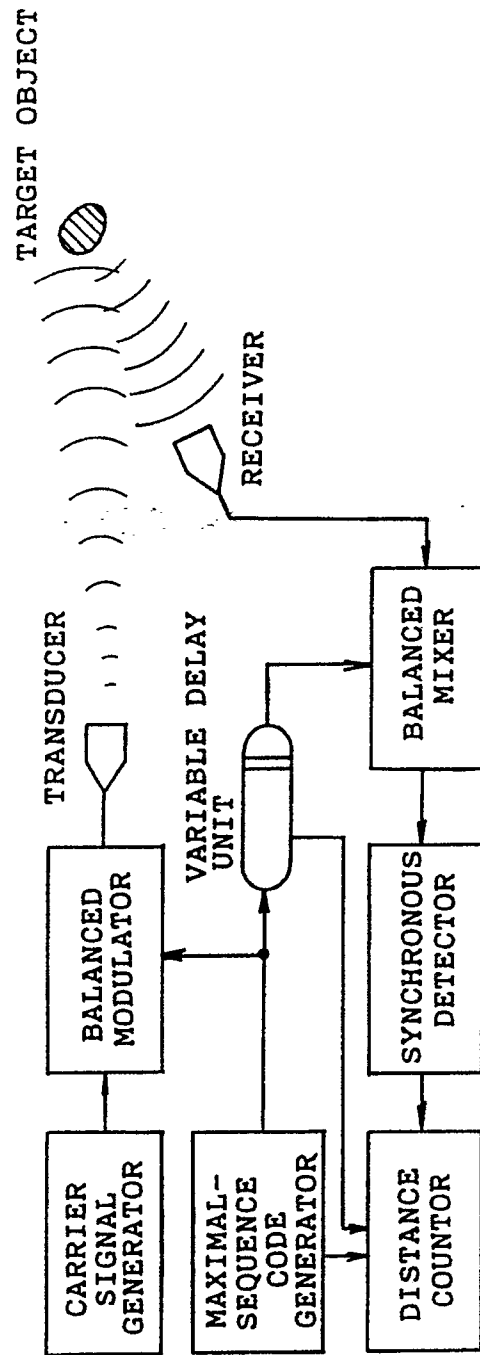 TARGET OBJECT
TRANSDUCER
RECEIVER
VARIABLE DELAY
UNIT
CARRIER
SIGNAL
GENERATOR
BALANCED
MODULATOR
MAXIMAL-
SEQUENCE
CODE
GENERATOR
DISTANCE
COUNTOR
SYNCHRONOUS
DETECTOR
BALANCED
MIXER